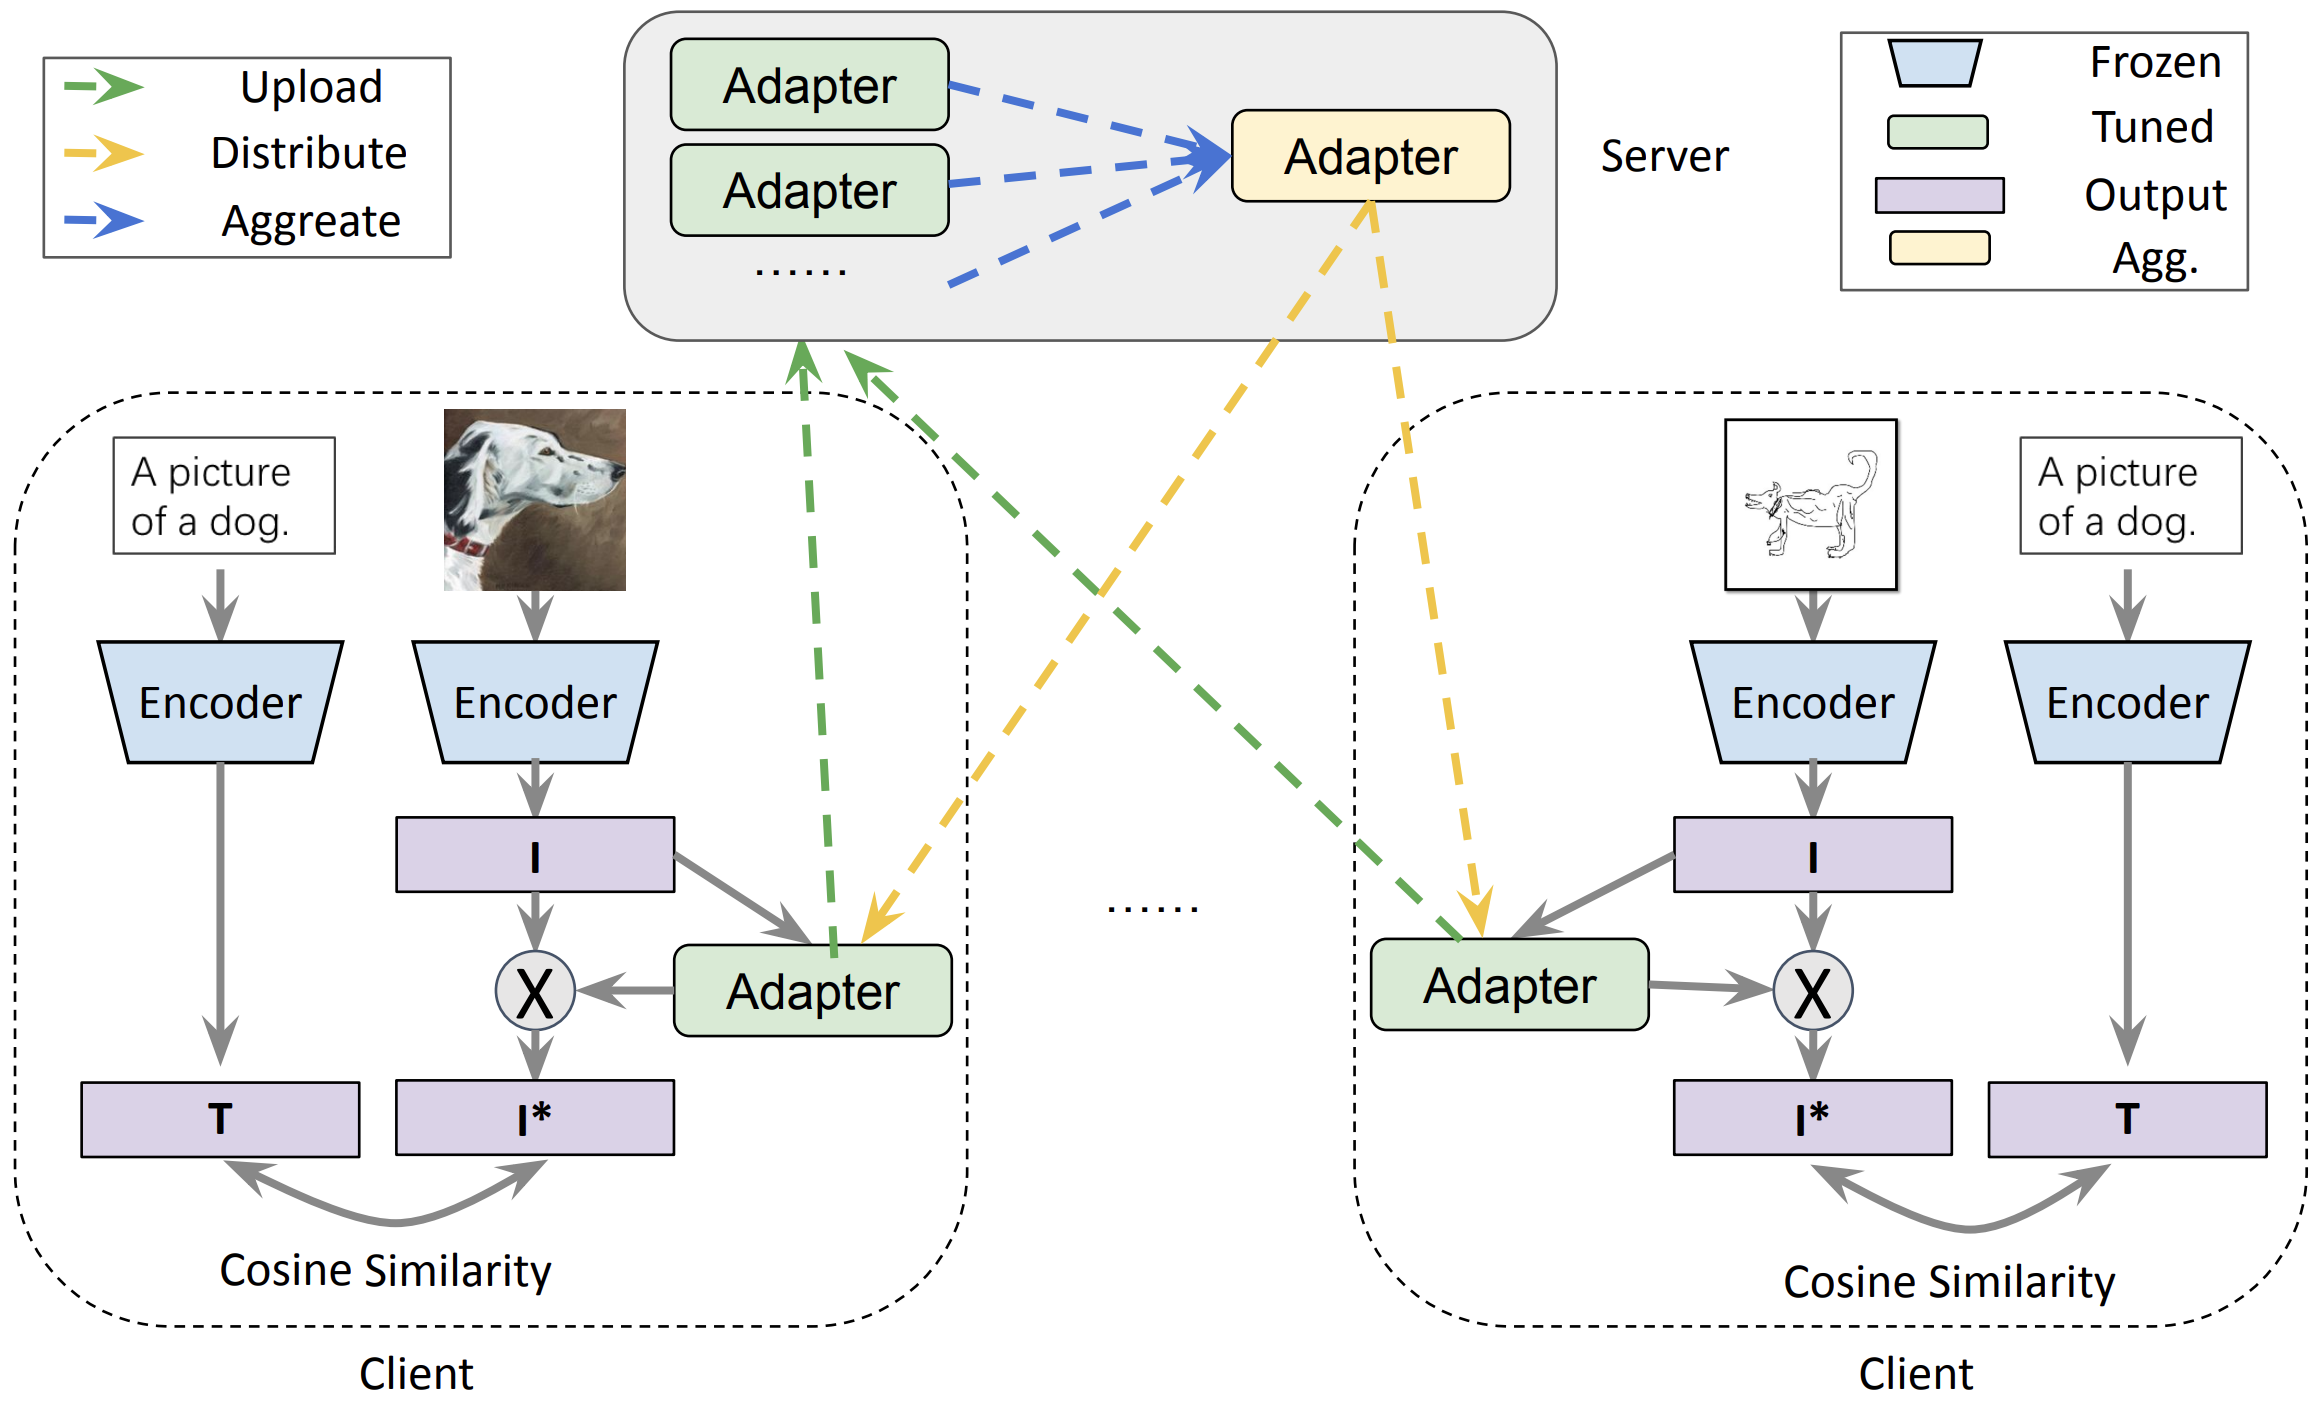 Upload
Distribute
Aggreate
Adapter
Adapter
......
Adapter
Server
Frozen
Tuned
Output
Agg.
A picture
of a dog.
Encoder
Encoder
I
X
Adapter
T
I*
Cosine Similarity
Client
......
A picture
of a dog.
Encoder
Encoder
I
Adapter
X
I*
T
Cosine Similarity
Client